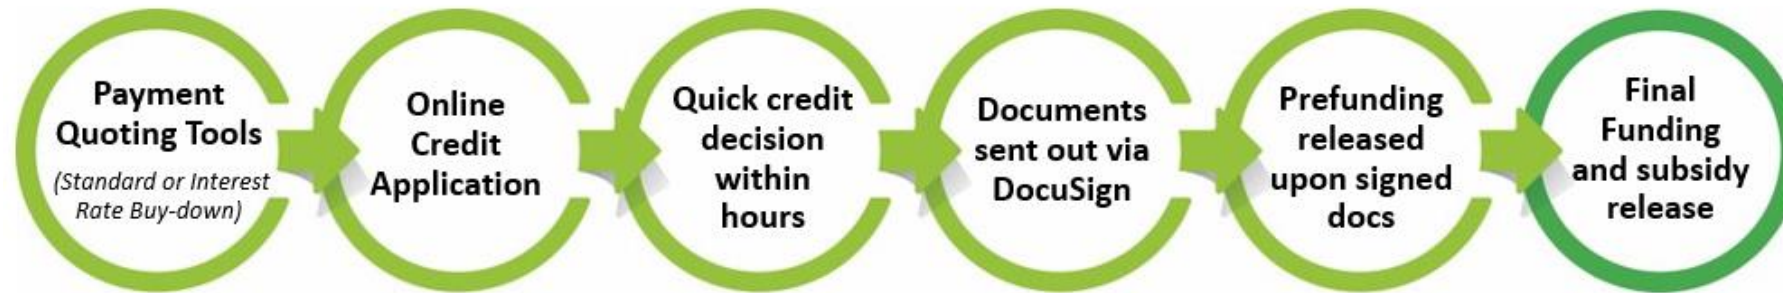 Payment
Quoting Tools
(Standard or Interest
Rate Buy-down)
Online
Credit
Application
Quick credit
decision
within
hours
Documents
sent out via
DocuSign
Prefunding
released
upon signed
docs
Final
Funding
and subsidy
release